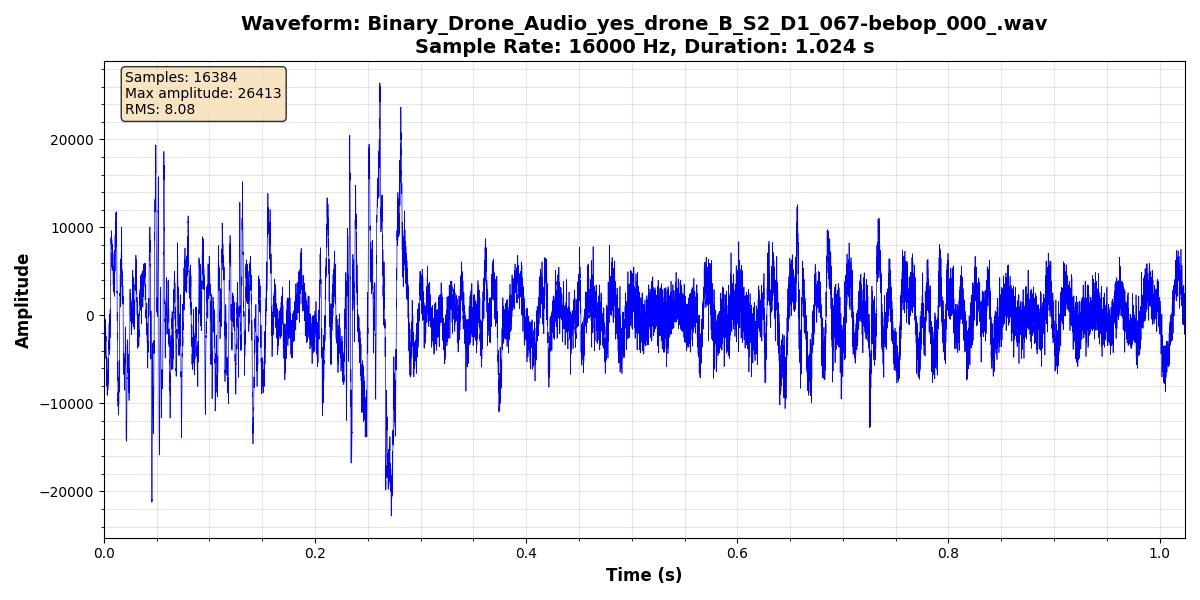 Waveform: Binary_Drone_Audio_yes_drone_B_S2_D1_067-bebop_000_.wav
Sample Rate: 16000 Hz, Duration: 1.024 s
Samples: 16384
Max amplitude: 26413
RMS: 8.08
20000
10000
0
−10000
−20000
Amplitude
0.0 0.2 0.4 0.6 0.8 1.0
Time (s)